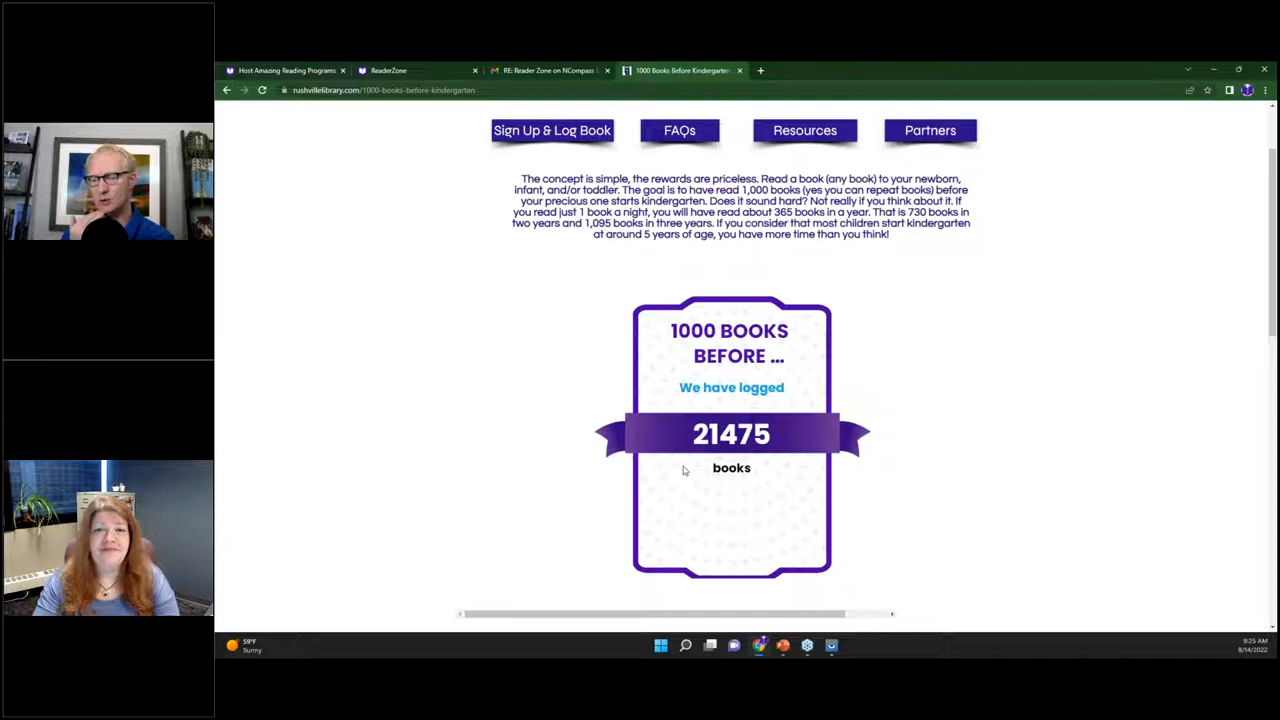 Host Amazing Reading Programs
ReaderZone
RE: Reader Zone on NCompass
1000 Books Before Kindergarten
rushvillelibrary.com/1000-books-before-kindergarten
Sign Up & Log Book
FAQs
Resources
Partners
The concept is simple, the rewards are priceless. Read a book (any book) to your newborn,
infant, and/or toddler. The goal is to have read 1,000 books (yes you can repeat books) before
your precious one starts kindergarten. Does it sound hard? Not really if you think about it. If
you read just 1 book a night, you will have read about 365 books in a year. That is 730 books in
two years and 1,095 books in three years. If you consider that most children start kindergarten
at around 5 years of age, you have more time than you think!
1000 BOOKS
BEFORE ...
We have logged
21475
books
59°F
Sunny
9:25 AM
9/14/2022